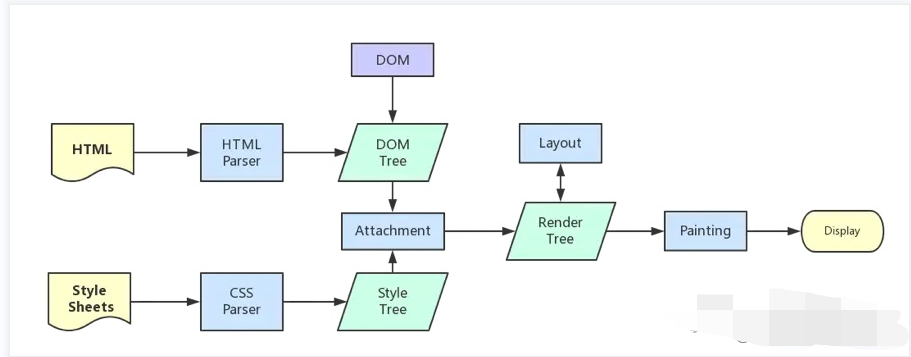 DOM
HTML
HTML
Parser
DOM
Tree
Layout
Attachment
Render
Tree
Painting
Display
Style
Sheets
CSS
Parser
Style
Tree